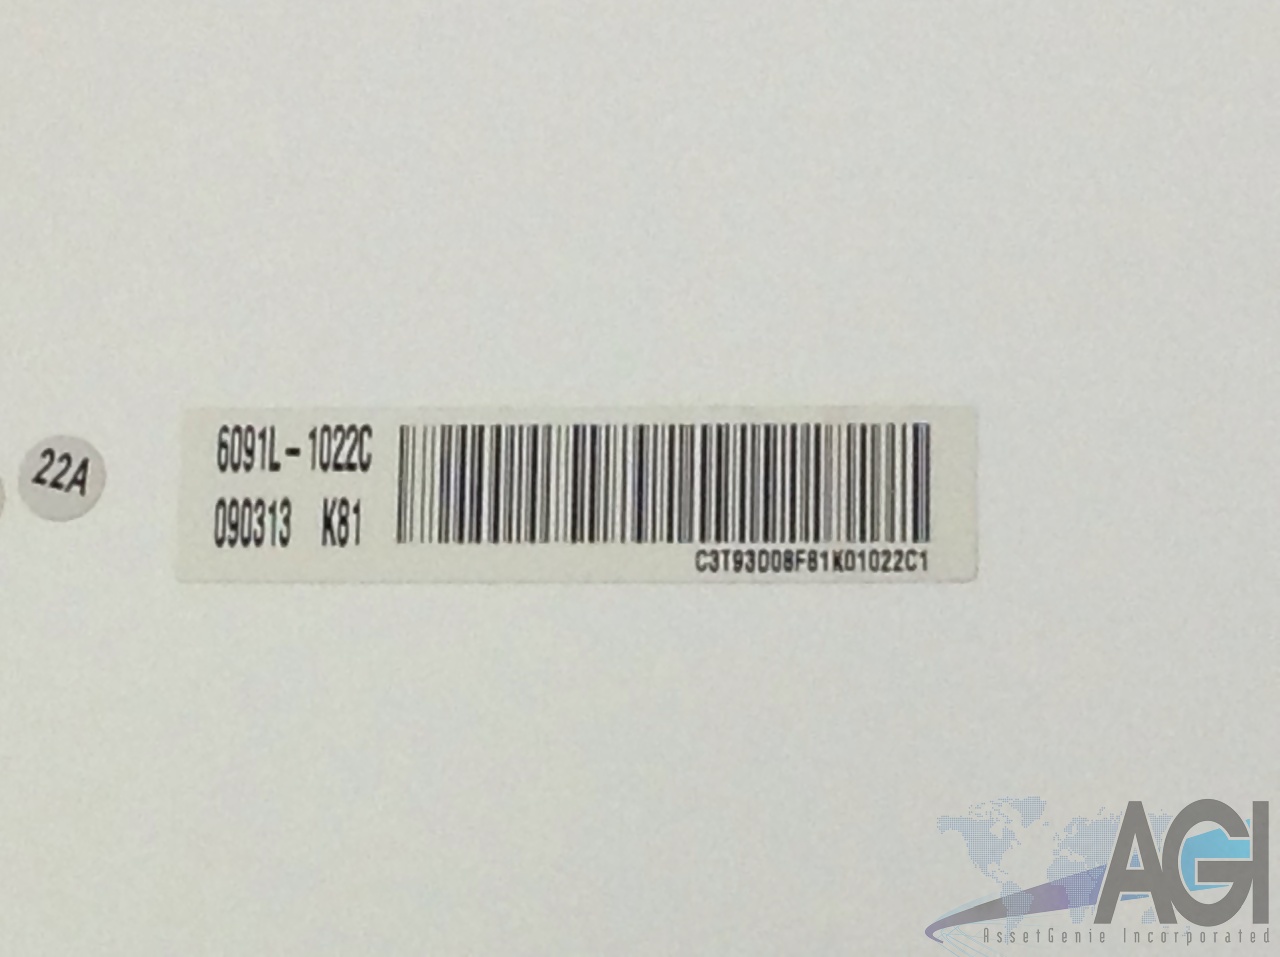 22A
6091L-1022C
090313 K81
C3T93D08F81K01022C1
AGI
AssetGenie Incorporated